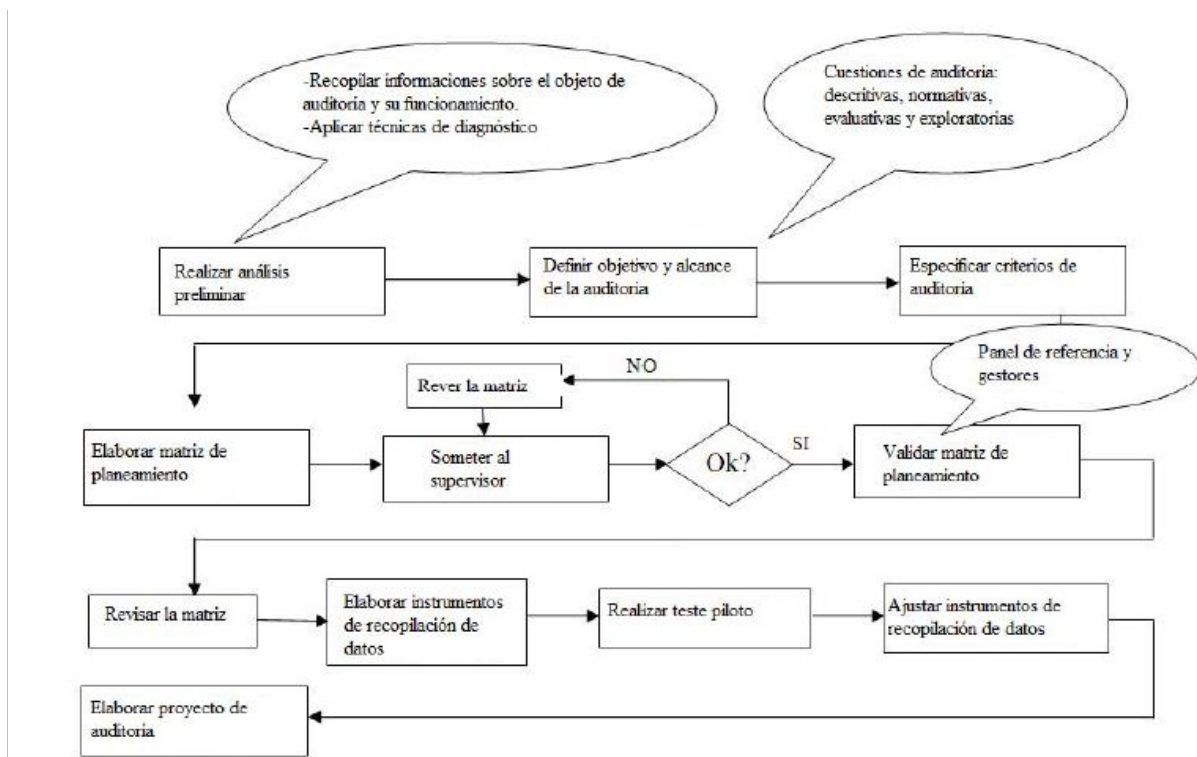 -Recopilar informaciones sobre el objeto de
auditoria y su funcionamiento.
-Aplicar técnicas de diagnóstico
Cuestiones de auditoria:
descritivas, normativas,
evaluativas y exploratorias
Realizar análisis
preliminar
Definir objetivo y alcance
de la auditoria
Especificar criterios de
auditoria
Panel de referencia y
gestores
NO
Rever la matriz
Elaborar matriz de
planeamiento
Someter al
supervisor
Ok?
SI
Validar matriz de
planeamiento
Revisar la matriz
Elaborar instrumentos
de recopilación de
datos
Realizar teste piloto
Ajustar instrumentos de
recopilación de datos
Elaborar proyecto de
auditoria